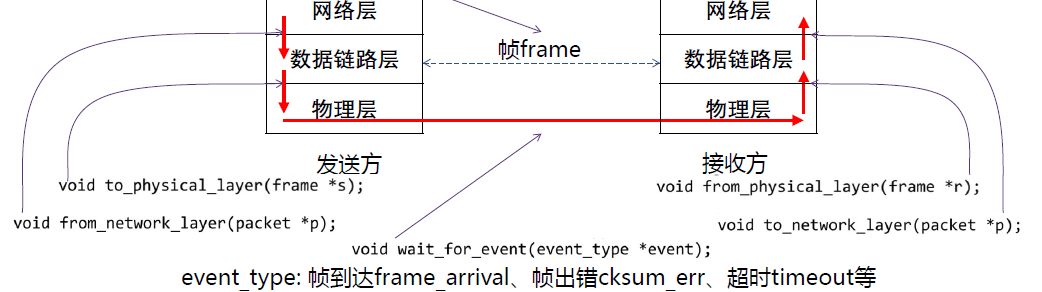 网络层 网络层
帧frame
数据链路层 数据链路层
物理层 物理层
发送方 接收方
void to_physical_layer(frame *s); void from_physical_layer(frame *r);
void from_network_layer(packet *p); void to_network_layer(packet *p);
void wait_for_event(event_type *event);
event_type: 帧到达frame_arrival、帧出错cksum_err、超时timeout等